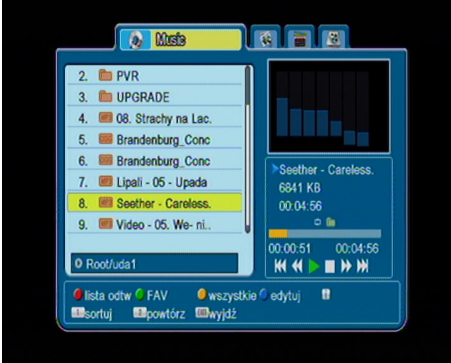 Music
2. PVR
3. UPGRADE
4. 08. Strachy na Lac.
5. Brandenburg_Conc
6. Brandenburg_Conc
7. Lipali - 05 - Upada
8. Seether - Careless.
9. Video - 05. We- ni..
Root/uda1
Seether - Careless.
6841 KB
00:04:56
00:00:51 00:04:56
lista odtw FAV wszystkie edytuj
sortuj powtórz wyjdź